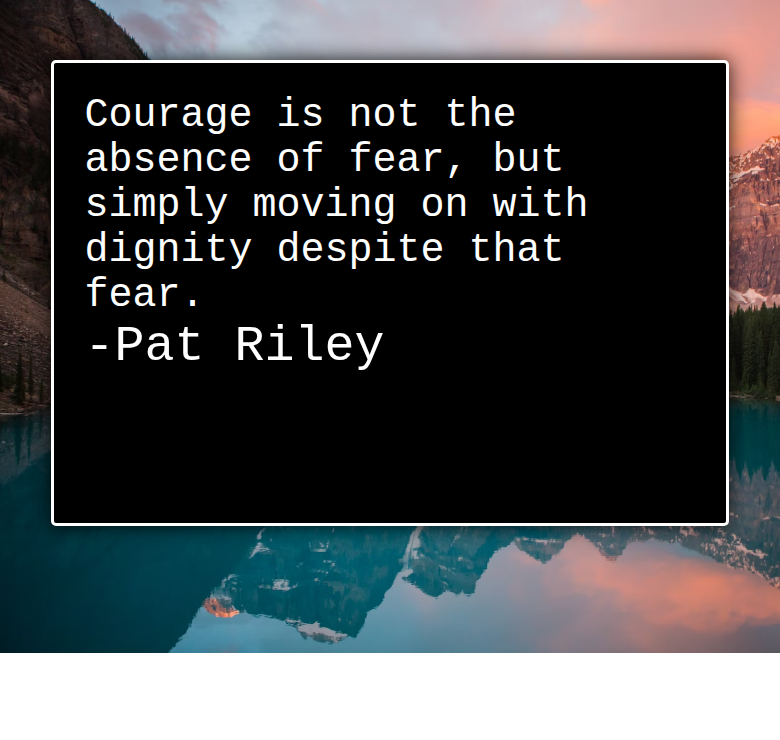 Courage is not the
absence of fear, but
simply moving on with
dignity despite that
fear.
-Pat Riley